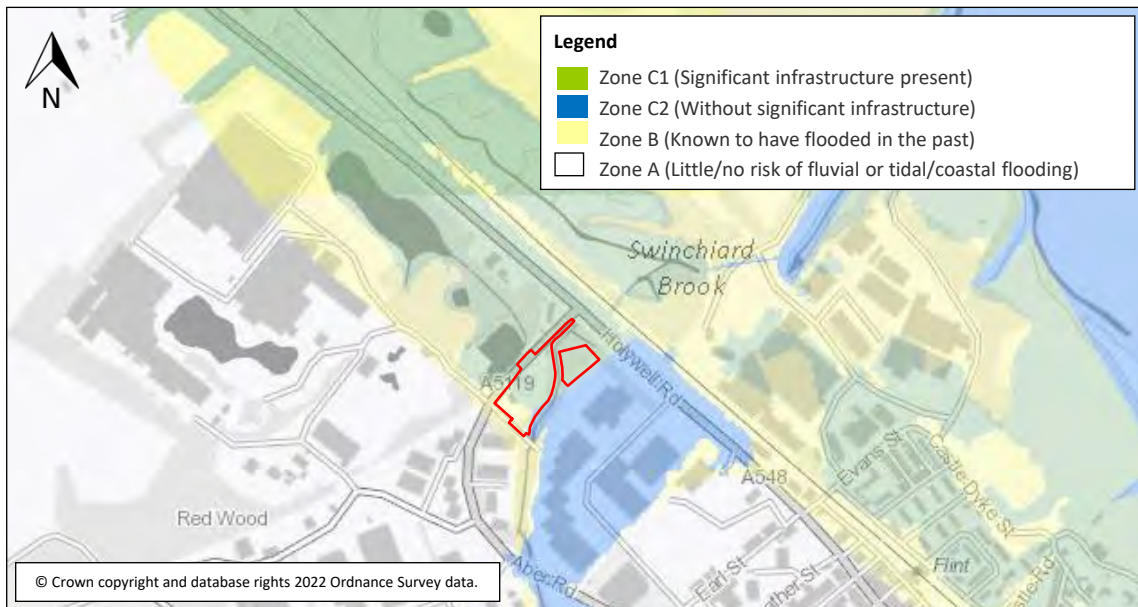 N
Legend
Zone C1 (Significant infrastructure present)
Zone C2 (Without significant infrastructure)
Zone B (Known to have flooded in the past)
Zone A (Little/no risk of fluvial or tidal/coastal flooding)
Swinchiard
Brook
Holywell Rd
A5119
A548
Evans St
Castle Dyke St
Red Wood
Aber Rd
Earl St
Flint
© Crown copyright and database rights 2022 Ordnance Survey data.